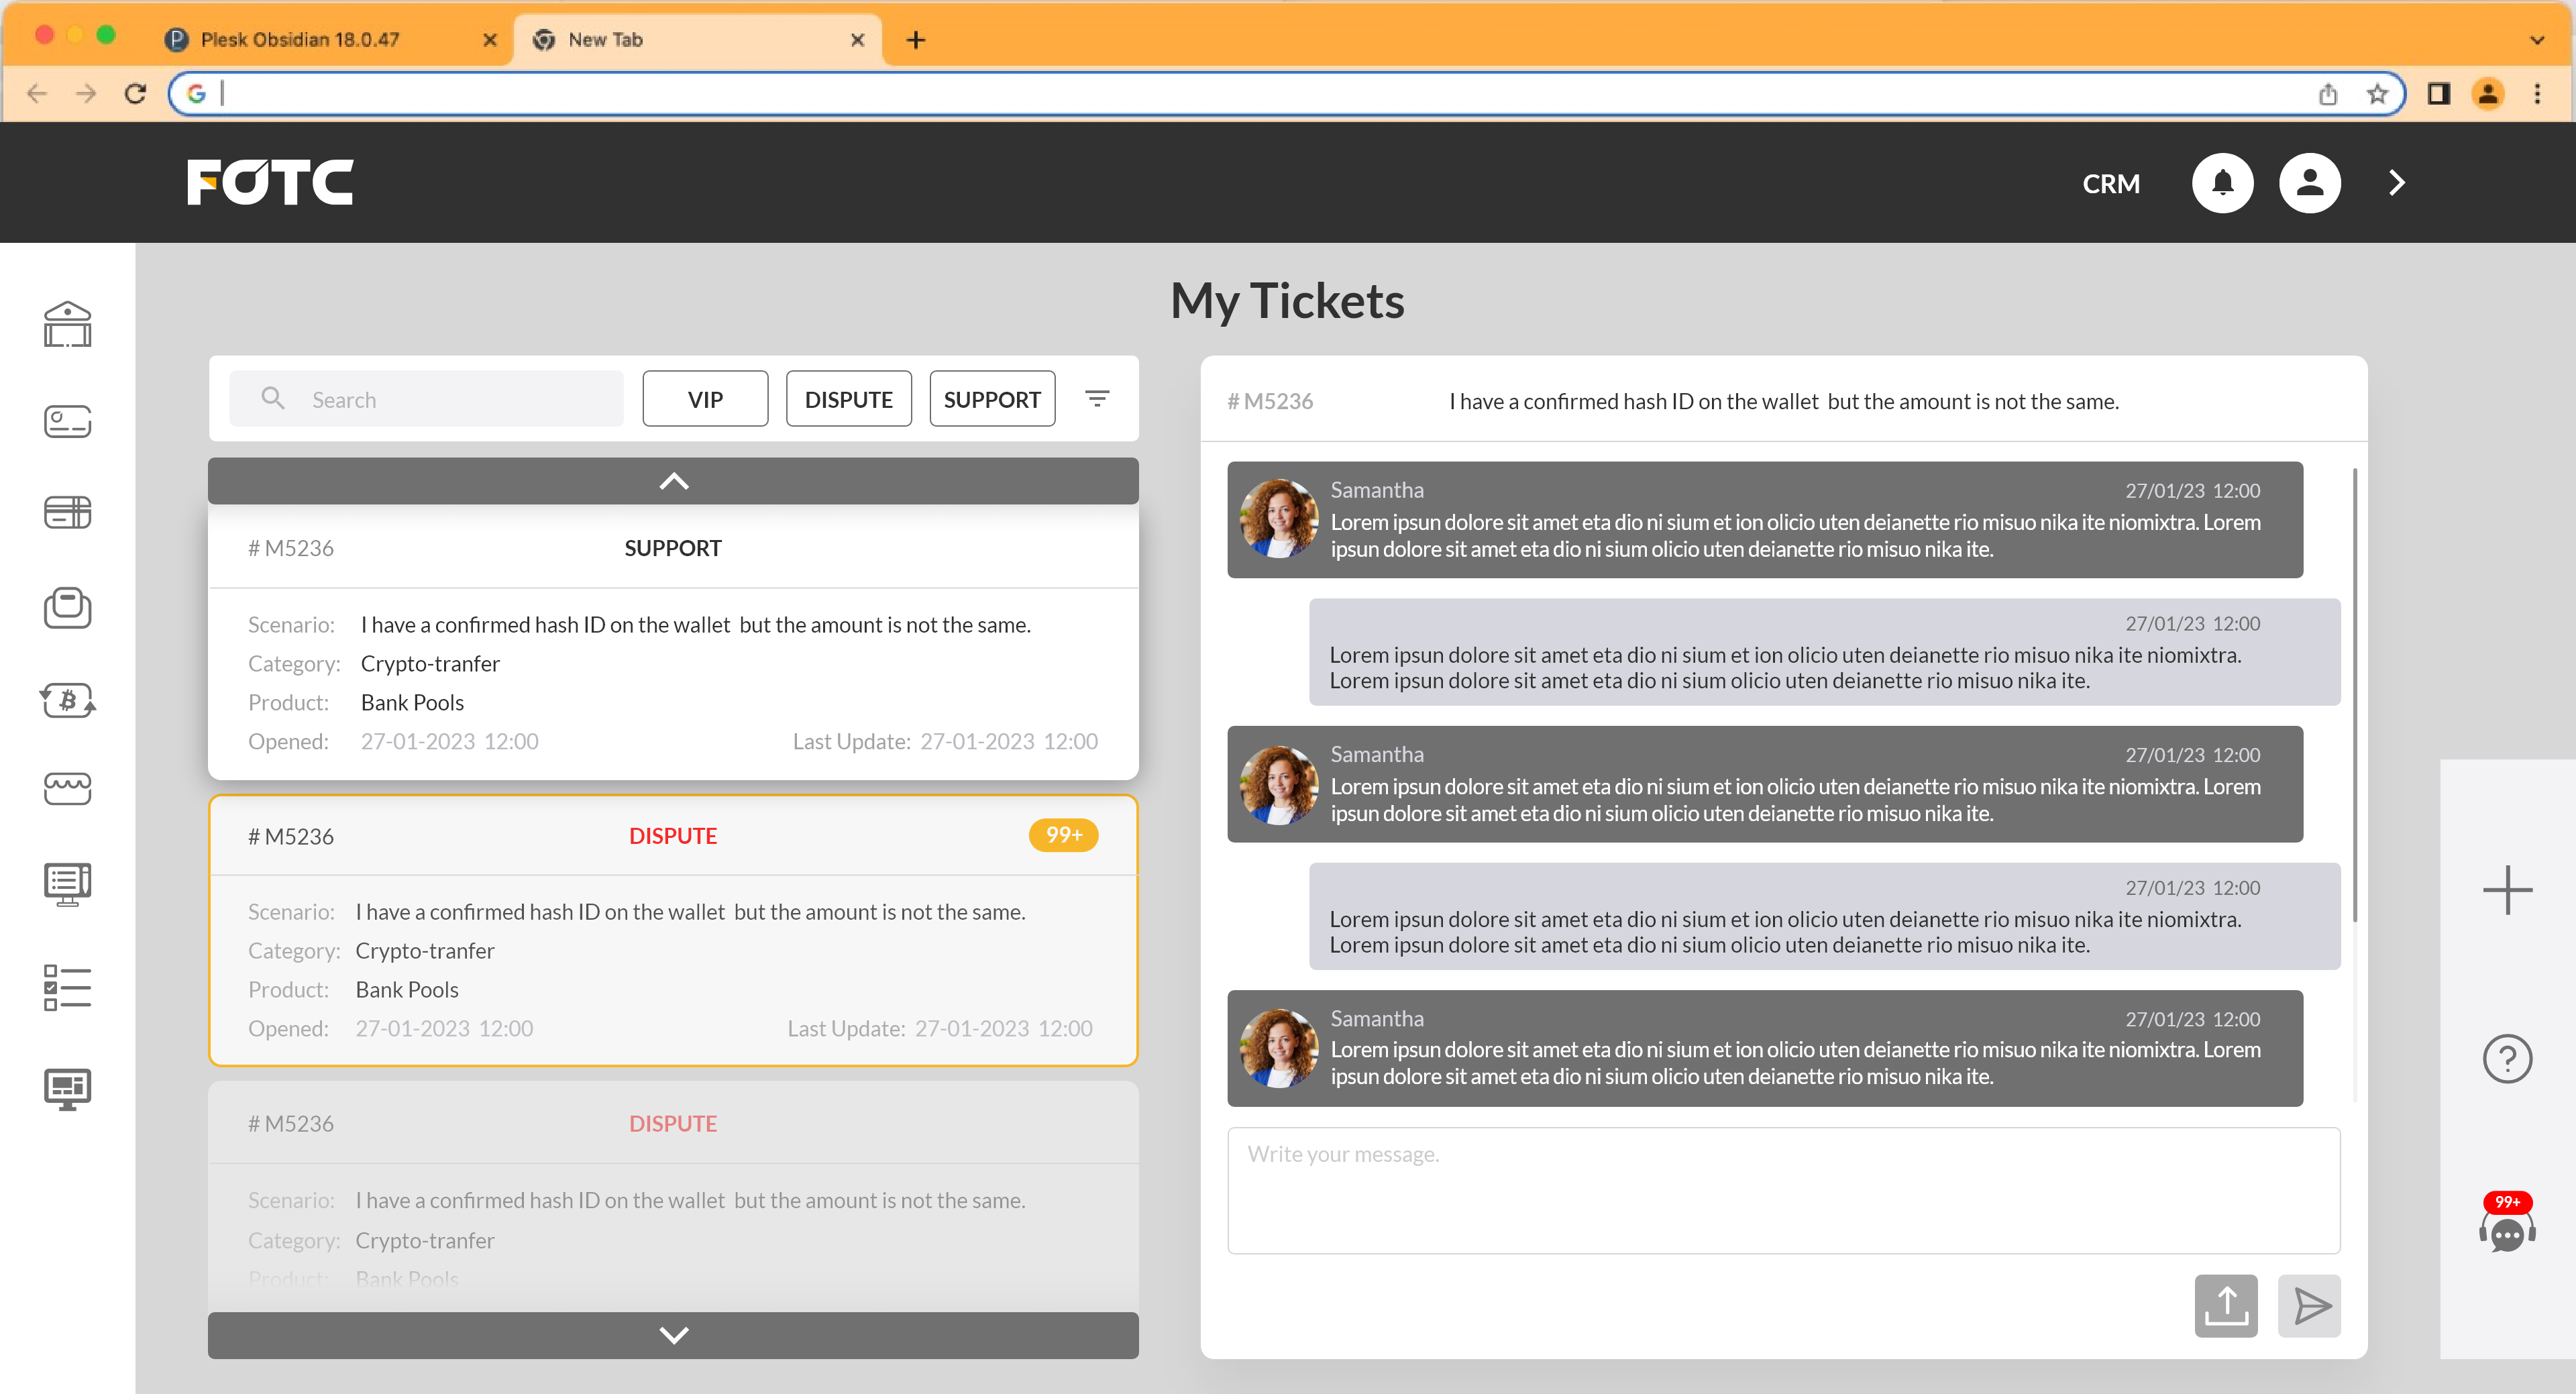 Plesk Obsidian 18.0.47
New Tab
FOTC
CRM
My Tickets
Search
VIP
DISPUTE
SUPPORT
# M5236
SUPPORT
Scenario: I have a confirmed hash ID on the wallet but the amount is not the same.
Category: Crypto-tranfer
Product: Bank Pools
Opened: 27-01-2023 12:00 Last Update: 27-01-2023 12:00
# M5236 DISPUTE 99+
Scenario: I have a confirmed hash ID on the wallet but the amount is not the same.
Category: Crypto-tranfer
Product: Bank Pools
Opened: 27-01-2023 12:00 Last Update: 27-01-2023 12:00
# M5236 DISPUTE
Scenario: I have a confirmed hash ID on the wallet but the amount is not the same.
Category: Crypto-tranfer
Product: Bank Pools
# M5236 I have a confirmed hash ID on the wallet but the amount is not the same.
Samantha 27/01/23 12:00
Lorem ipsun dolore sit amet eta dio ni sium et ion olicio uten deianette rio misuo nika ite niomixtra. Lorem
ipsun dolore sit amet eta dio ni sium olicio uten deianette rio misuo nika ite.
27/01/23 12:00
Lorem ipsun dolore sit amet eta dio ni sium et ion olicio uten deianette rio misuo nika ite niomixtra.
Lorem ipsun dolore sit amet eta dio ni sium olicio uten deianette rio misuo nika ite.
Samantha 27/01/23 12:00
Lorem ipsun dolore sit amet eta dio ni sium et ion olicio uten deianette rio misuo nika ite niomixtra. Lorem
ipsun dolore sit amet eta dio ni sium olicio uten deianette rio misuo nika ite.
27/01/23 12:00
Lorem ipsun dolore sit amet eta dio ni sium et ion olicio uten deianette rio misuo nika ite niomixtra.
Lorem ipsun dolore sit amet eta dio ni sium olicio uten deianette rio misuo nika ite.
Samantha 27/01/23 12:00
Lorem ipsun dolore sit amet eta dio ni sium et ion olicio uten deianette rio misuo nika ite niomixtra. Lorem
ipsun dolore sit amet eta dio ni sium olicio uten deianette rio misuo nika ite.
Write your message.
99+